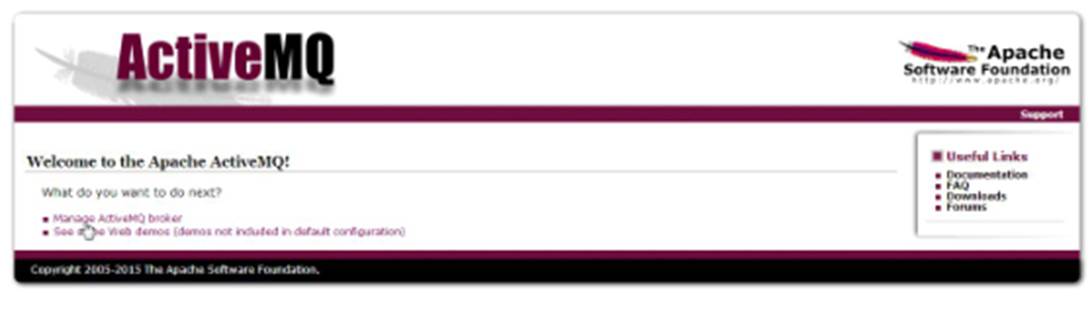 ActiveMQ
The Apache
Software Foundation
http://www.apache.org/
Support
Welcome to the Apache ActiveMQ!
What do you want to do next?
Manage ActiveMQ broker
See some Web demos (demos not included in default configuration)
Useful Links
Documentation
FAQ
Downloads
Forums
Copyright 2005-2015 The Apache Software Foundation.